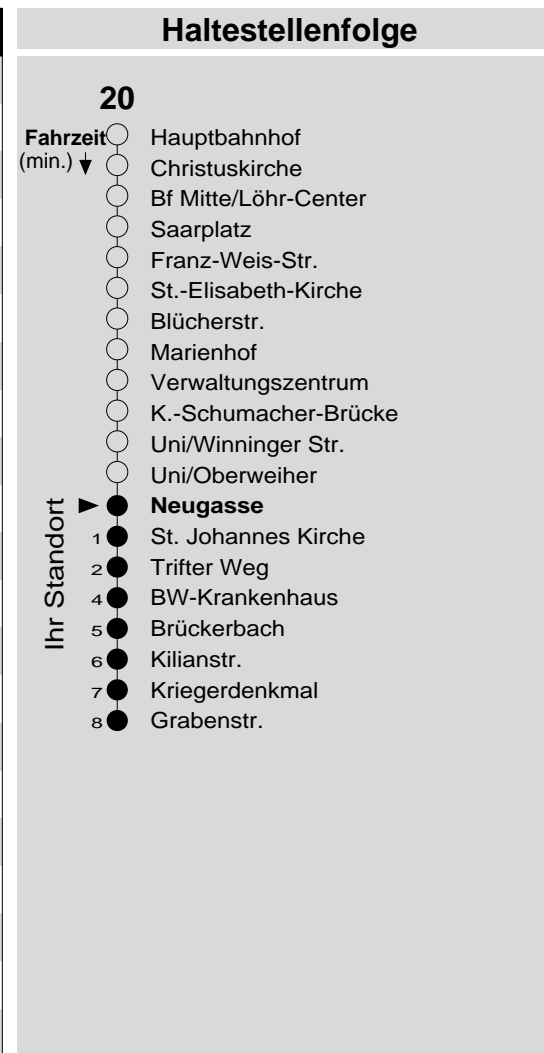 Haltestellenfolge
20
Fahrzeit Hauptbahnhof
(min.) Christuskirche
Bf Mitte/Löhr-Center
Saarplatz
Franz-Weis-Str.
St.-Elisabeth-Kirche
Blücherstr.
Marienhof
Verwaltungszentrum
K.-Schumacher-Brücke
Uni/Winninger Str.
Uni/Oberweiher
Ihr Standort
Neugasse
1 St. Johannes Kirche
2 Trifter Weg
4 BW-Krankenhaus
5 Brückerbach
6 Kilianstr.
7 Kriegerdenkmal
8 Grabenstr.